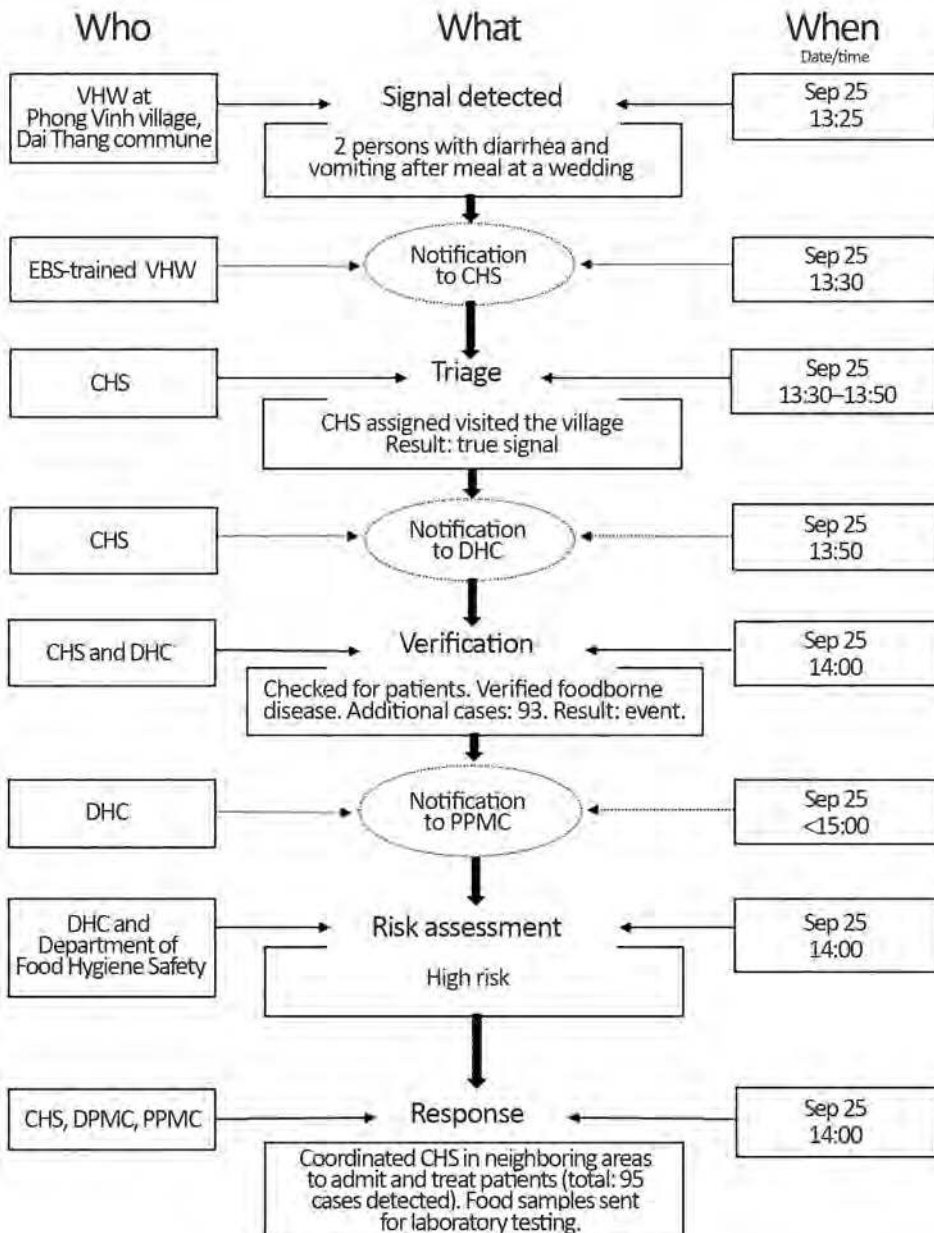 Who
What
When
Date/time
VHW at
Phong Vinh village,
Dai Thang commune
Signal detected
2 persons with diarrhea and
vomiting after meal at a wedding
Sep 25
13:25
EBS-trained VHW
Notification
to CHS
Sep 25
13:30
CHS
Triage
CHS assigned visited the village
Result: true signal
Sep 25
13:30–13:50
CHS
Notification
to DHC
Sep 25
13:50
CHS and DHC
Verification
Checked for patients. Verified foodborne
disease. Additional cases: 93. Result: event.
Sep 25
14:00
DHC
Notification
to PPMC
Sep 25
<15:00
DHC and
Department of
Food Hygiene Safety
Risk assessment
High risk
Sep 25
14:00
CHS, DPMC, PPMC
Response
Coordinated CHS in neighboring areas
to admit and treat patients (total: 95
cases detected). Food samples sent
for laboratory testing.
Sep 25
14:00